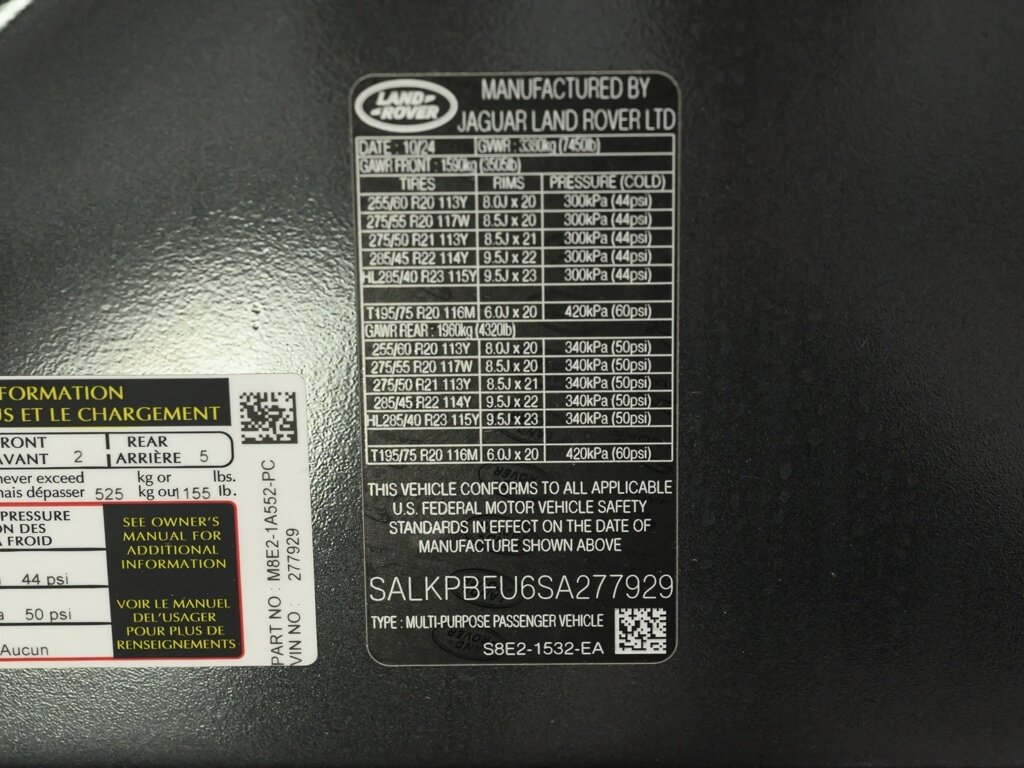 LAND ROVER
MANUFACTURED BY
JAGUAR LAND ROVER LTD
DATE : 10/24 GVWR : 3380kg (7450lb)
GAWR FRONT : 1590kg (3505lb)
TIRES RIMS PRESSURE (COLD)
255/60 R20 113Y 8.0J x 20 300kPa (44psi)
275/55 R20 117W 8.5J x 20 300kPa (44psi)
275/50 R21 113Y 8.5J x 21 300kPa (44psi)
285/45 R22 114Y 9.5J x 22 300kPa (44psi)
HL285/40 R23 115Y 9.5J x 23 300kPa (44psi)
T195/75 R20 116M 6.0J x 20 420kPa (60psi)
GAWR REAR : 1960kg (4320lb)
255/60 R20 113Y 8.0J x 20 340kPa (50psi)
275/55 R20 117W 8.5J x 20 340kPa (50psi)
275/50 R21 113Y 8.5J x 21 340kPa (50psi)
285/45 R22 114Y 9.5J x 22 340kPa (50psi)
HL285/40 R23 115Y 9.5J x 23 340kPa (50psi)
T195/75 R20 116M 6.0J x 20 420kPa (60psi)
THIS VEHICLE CONFORMS TO ALL APPLICABLE
U.S. FEDERAL MOTOR VEHICLE SAFETY
STANDARDS IN EFFECT ON THE DATE OF
MANUFACTURE SHOWN ABOVE
SALKPBFU6SA277929
TYPE : MULTI-PURPOSE PASSENGER VEHICLE
S8E2-1532-EA
FORMATION
US ET LE CHARGEMENT
RONT REAR
AVANT 2 ARRIÈRE 5
never exceed kg or lbs.
mais dépasser 525 kg ou 1155 lb.
PRESSURE
ON DES
A FROID
44 psi
50 psi
Aucun
SEE OWNER'S
MANUAL FOR
ADDITIONAL
INFORMATION
VOIR LE MANUEL
DEL'USAGER
POUR PLUS DE
RENSEIGNEMENTS
PART NO : M8E2-1A552-PC
VIN NO : 277929